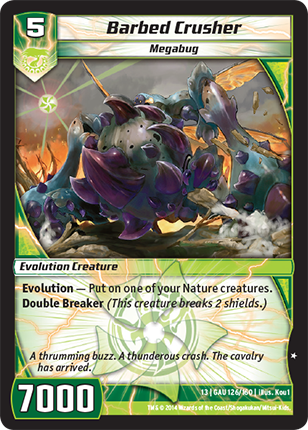 5
Barbed Crusher
Megabug
Evolution Creature
Evolution — Put on one of your Nature creatures.
Double Breaker (This creature breaks 2 shields.)
A thrumming buzz. A thunderous crash. The cavalry
has arrived.
7000
13 | GAU 126/160 | Illus. Kou1
TM & © 2014 Wizards of the Coast/Shogakukan/Mitsui-Kids.